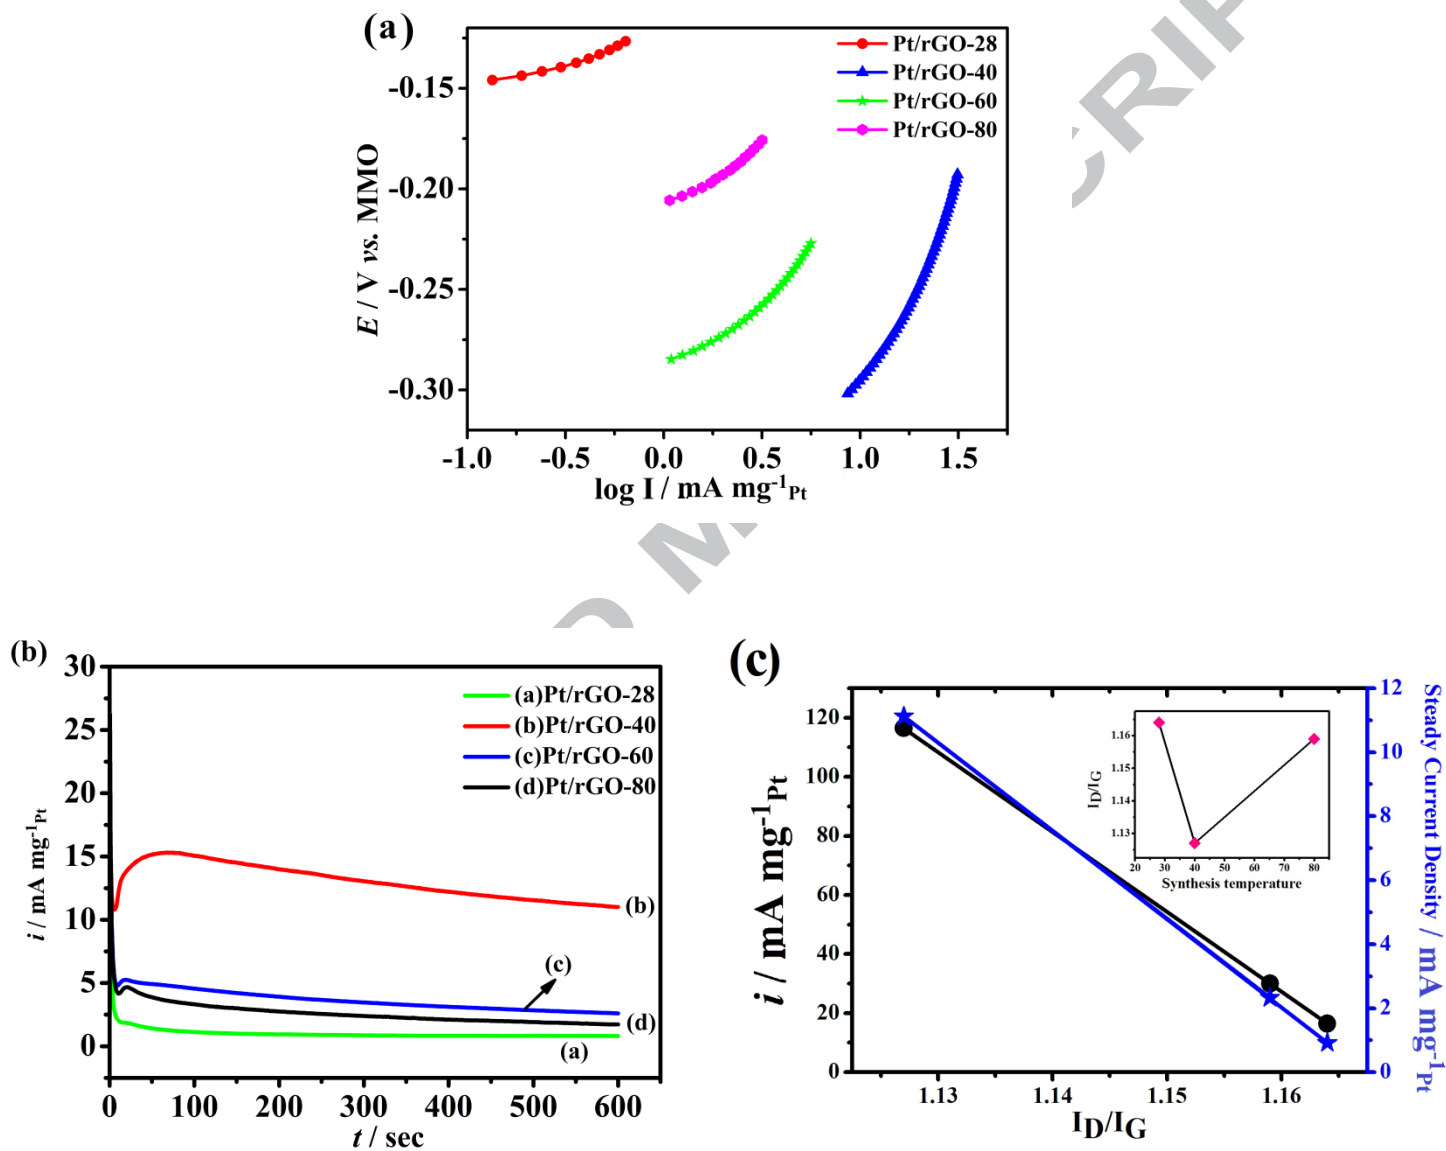 (a)
Pt/rGO-28
Pt/rGO-40
Pt/rGO-60
Pt/rGO-80
E / V vs. MMO
-0.15
-0.20
-0.25
-0.30
-1.0 -0.5 0.0 0.5 1.0 1.5
log I / mA mg⁻¹Pt
(b)
(a)Pt/rGO-28
(b)Pt/rGO-40
(c)Pt/rGO-60
(d)Pt/rGO-80
i / mA mg⁻¹Pt
30
25
20
15
10
5
0
(b)
(c)
(d)
(a)
0 100 200 300 400 500 600
t / sec
(c)
i / mA mg⁻¹Pt
120
100
80
60
40
20
0
Steady Current Density / mA mg⁻¹Pt
12
10
8
6
4
2
0
1.13 1.14 1.15 1.16
I_D/I_G
I_D/I_G
1.16
1.15
1.14
1.13
20 30 40 50 60 70 80
Synthesis temperature